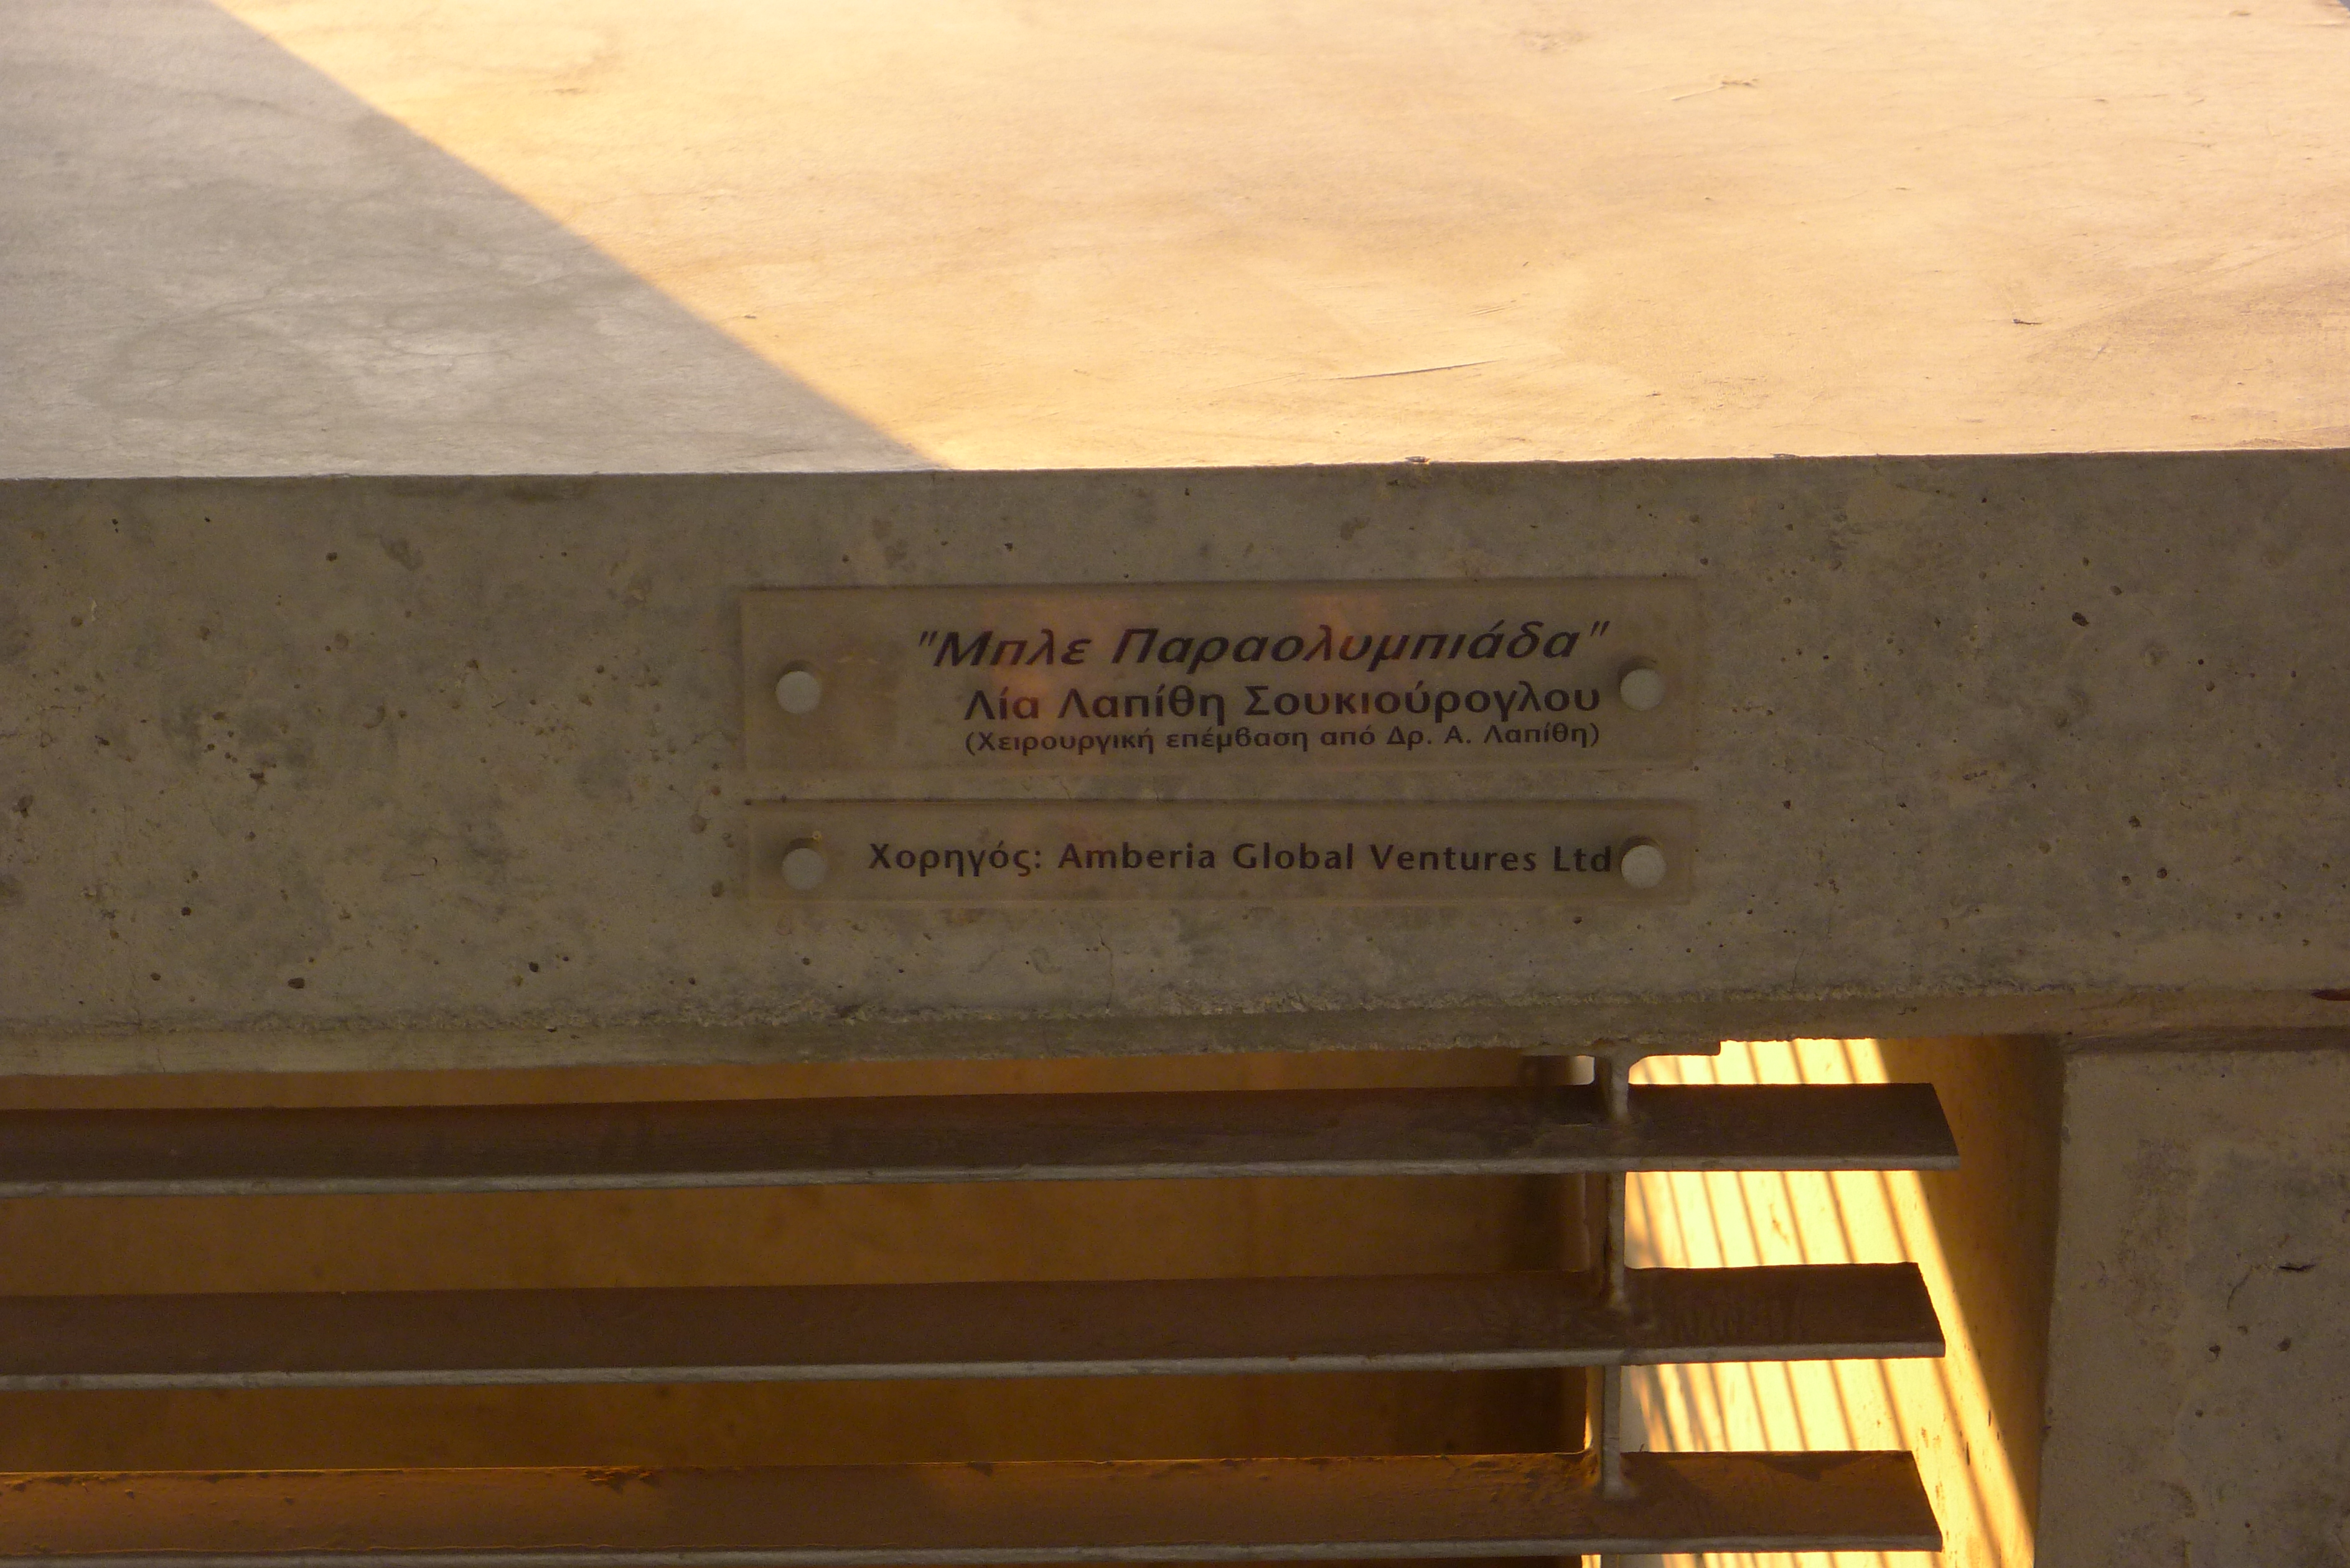 "Μπλε Παραολυμπιάδα"
Λία Λαπίθη Σουκιούρογλου
(Χειρουργική επέμβαση από Δρ. Α. Λαπίθη)
Χορηγός: Amberia Global Ventures Ltd